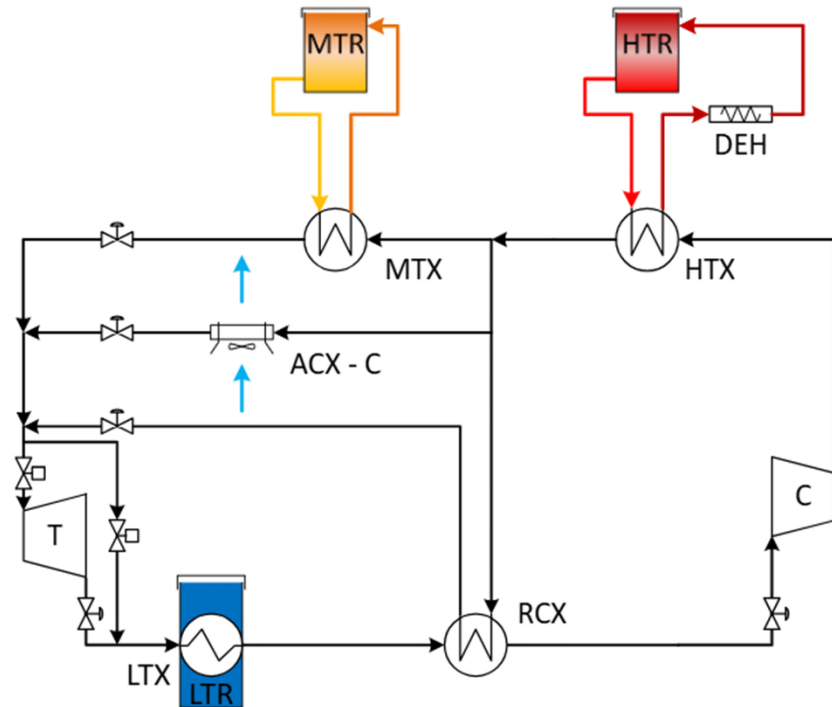 MTR
HTR
DEH
MTX
HTX
ACX - C
C
T
RCX
LTX
LTR